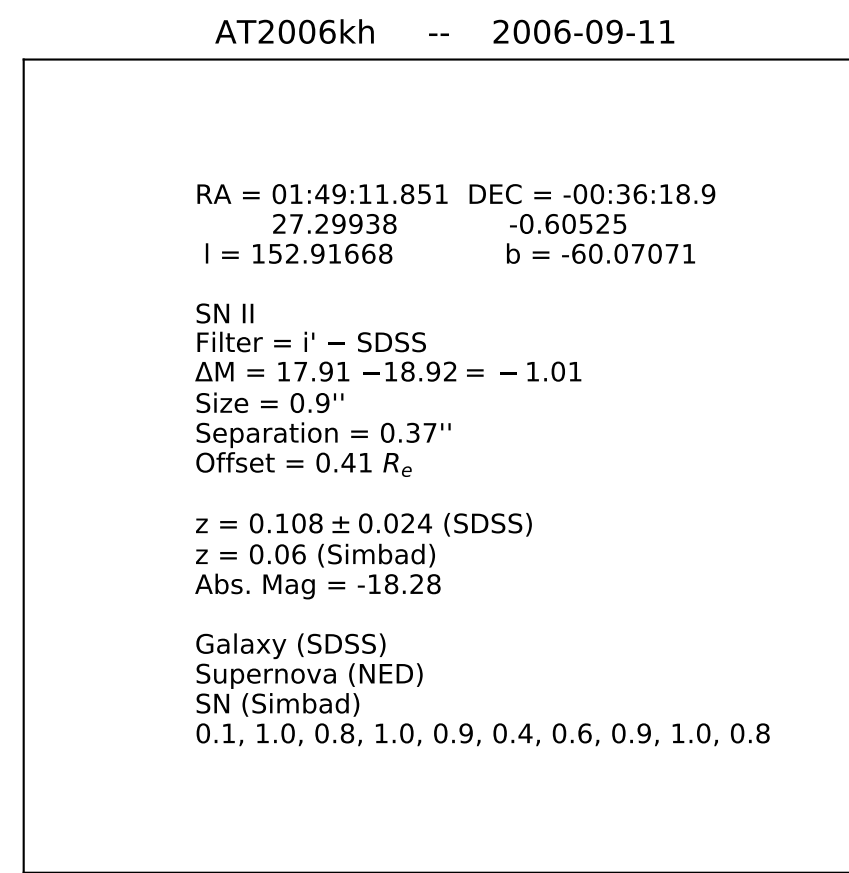 AT2006kh -- 2006-09-11
RA = 01:49:11.851 DEC = -00:36:18.9
27.29938 -0.60525
l = 152.91668 b = -60.07071
SN II
Filter = i' − SDSS
ΔM = 17.91 −18.92 = − 1.01
Size = 0.9''
Separation = 0.37''
Offset = 0.41 Rₑ
z = 0.108 ± 0.024 (SDSS)
z = 0.06 (Simbad)
Abs. Mag = -18.28
Galaxy (SDSS)
Supernova (NED)
SN (Simbad)
0.1, 1.0, 0.8, 1.0, 0.9, 0.4, 0.6, 0.9, 1.0, 0.8